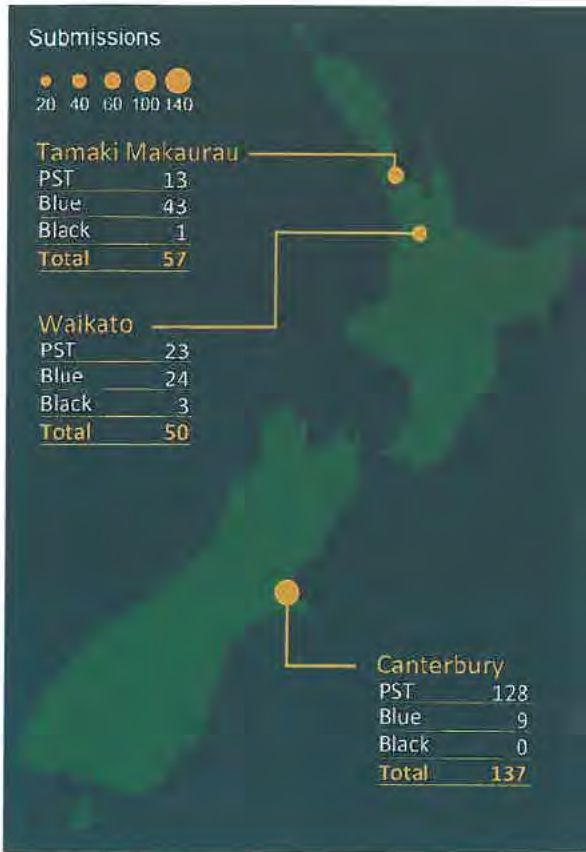 Submissions
20 40 60 100 140
Tamaki Makaurau
PST 13
Blue 43
Black 1
Total 57
Waikato
PST 23
Blue 24
Black 3
Total 50
Canterbury
PST 128
Blue 9
Black 0
Total 137